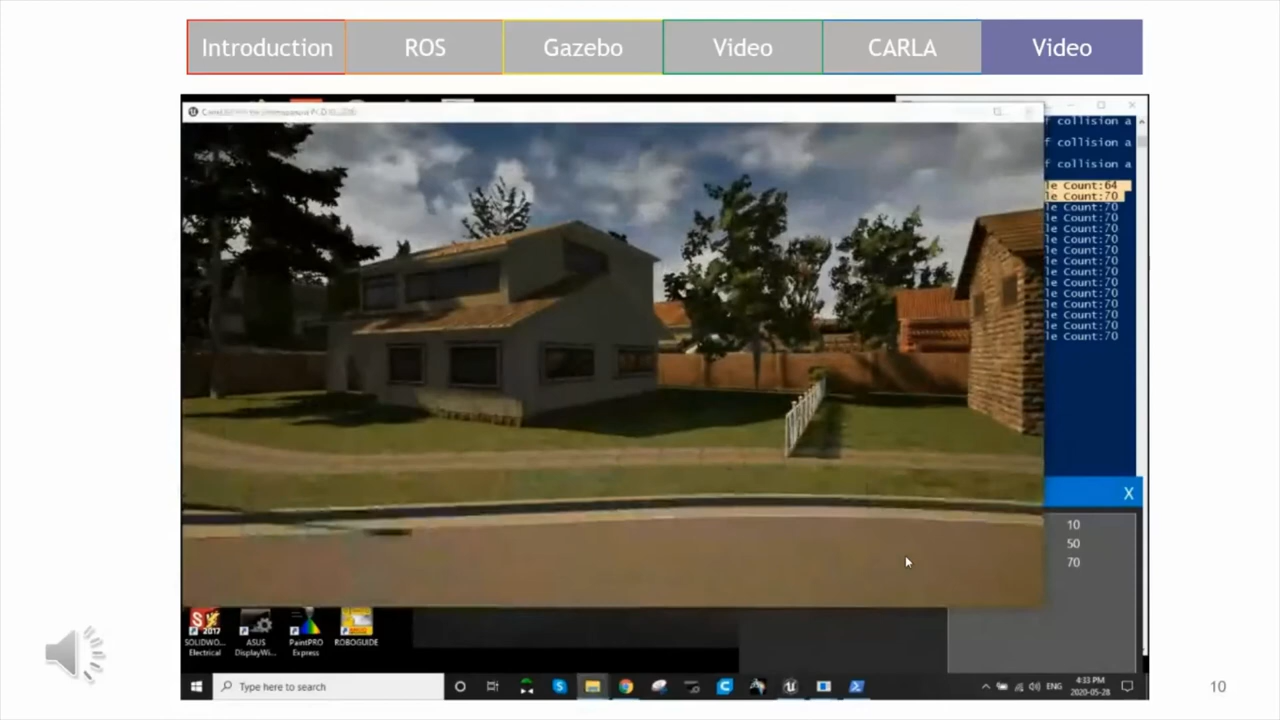 Introduction
ROS
Gazebo
Video
CARLA
Video
f collision a
f collision a
f collision a
le Count:64
le Count:70
le Count:70
le Count:70
le Count:70
le Count:70
le Count:70
le Count:70
le Count:70
le Count:70
le Count:70
le Count:70
le Count:70
le Count:70
le Count:70
X
10
50
70
SOLIDWO...
Electrical
ASUS
DisplayWi...
PaintPRO
Express
ROBOGUIDE
Type here to search
ENG
4:33 PM
2020-05-28
10